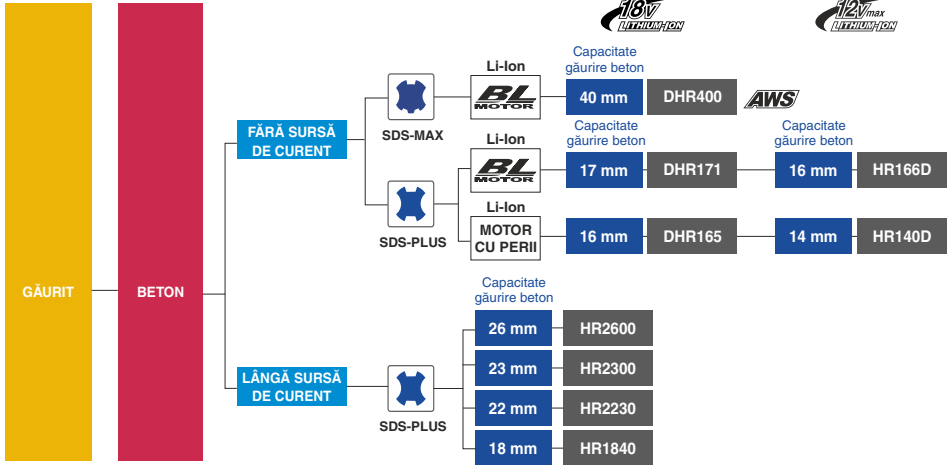 18V
LITHIUM-ION
12Vmax
LITHIUM-ION
GĂURIT
BETON
FĂRĂ SURSĂ
DE CURENT
SDS-MAX
Li-Ion
BL
MOTOR
Capacitate
găurire beton
40 mm
DHR400
AWS
SDS-PLUS
Li-Ion
BL
MOTOR
Capacitate
găurire beton
17 mm
DHR171
Capacitate
găurire beton
16 mm
HR166D
Li-Ion
MOTOR
CU PERII
16 mm
DHR165
14 mm
HR140D
LÂNGĂ SURSĂ
DE CURENT
SDS-PLUS
Capacitate
găurire beton
26 mm
HR2600
23 mm
HR2300
22 mm
HR2230
18 mm
HR1840